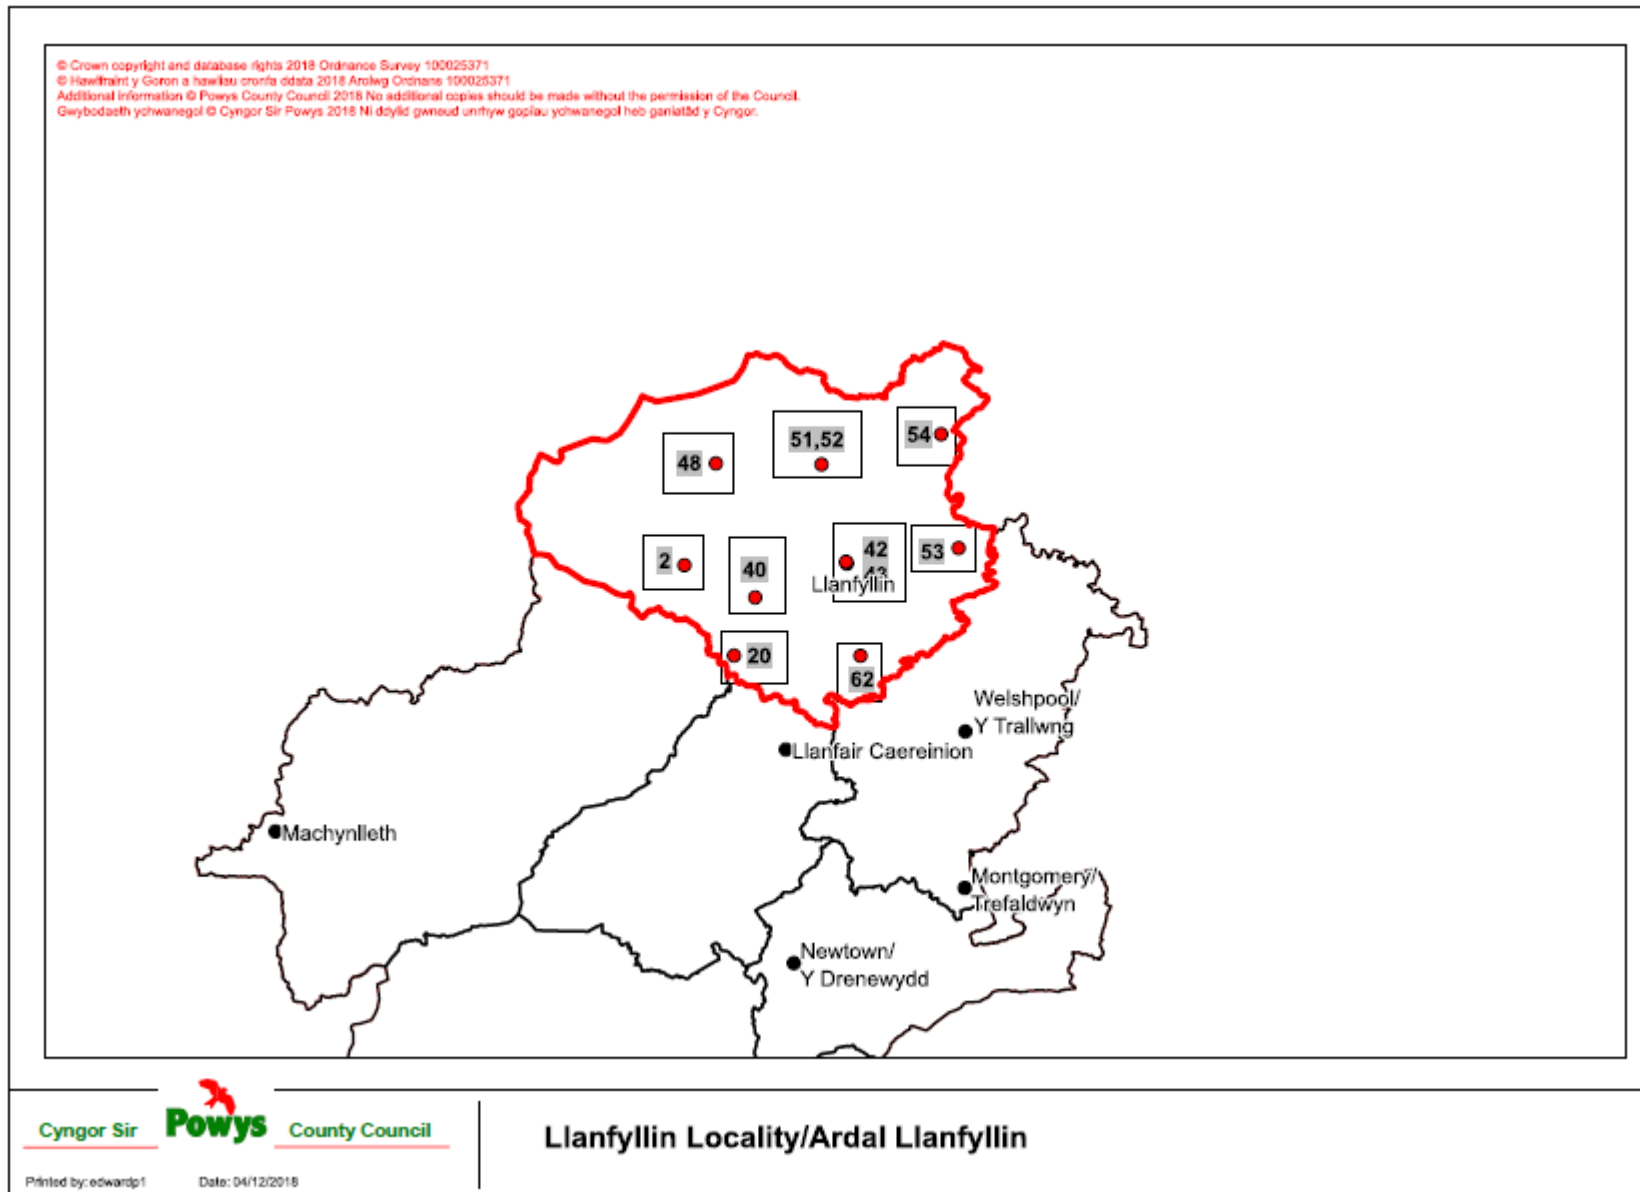 © Crown copyright and database rights 2018 Ordnance Survey 100025371
© Hawlfraint y Goron a hawliau cronfa ddata 2018 Arolwg Ordnans 100025371
Additional information © Powys County Council 2018 No additional copies should be made without the permission of the Council.
Gwybodaeth ychwanegol © Cyngor Sir Powys 2018 Ni ddylid gwneud unrhyw gopïau ychwanegol heb ganiatâd y Cyngor.
51,52
54
48
42
43
53
2
40
Llanfyllin
20
62
Welshpool/
Y Trallwng
Llanfair Caereinion
Machynlleth
Montgomery/
Trefaldwyn
Newtown/
Y Drenewydd
Cyngor Sir Powys County Council
Llanfyllin Locality/Ardal Llanfyllin
Printed by: edwardp1 Date: 04/12/2018